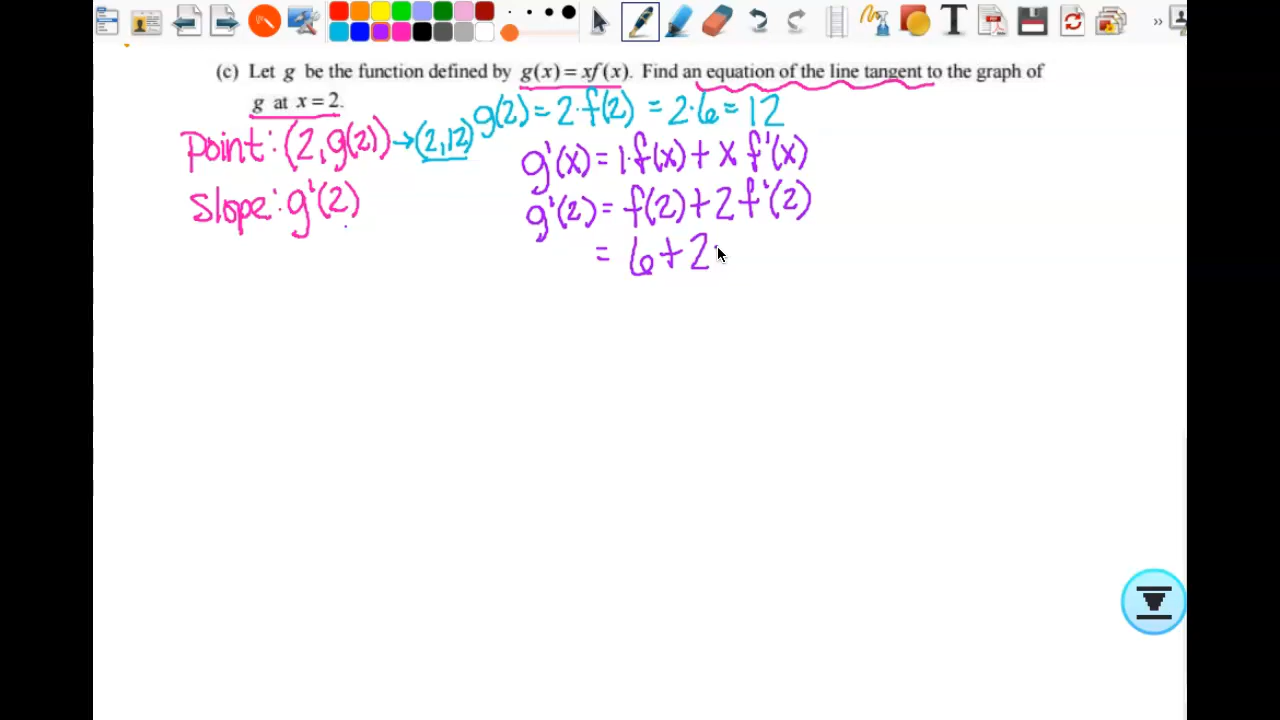 (c) Let g be the function defined by g(x) = xf(x). Find an equation of the line tangent to the graph of
g at x = 2.
g(2) = 2·f(2) = 2·6 = 12
Point: (2, g(2)) → (2,12)
g'(x) = 1·f(x) + x f'(x)
Slope: g'(2)
g'(2) = f(2) + 2 f'(2)
= 6 + 2